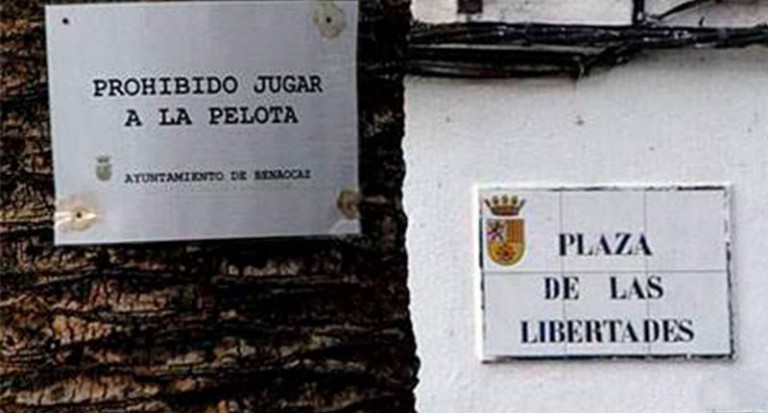 PROHIBIDO JUGAR
A LA PELOTA
AYUNTAMIENTO DE BENAOCAZ
PLAZA
DE LAS
LIBERTADES